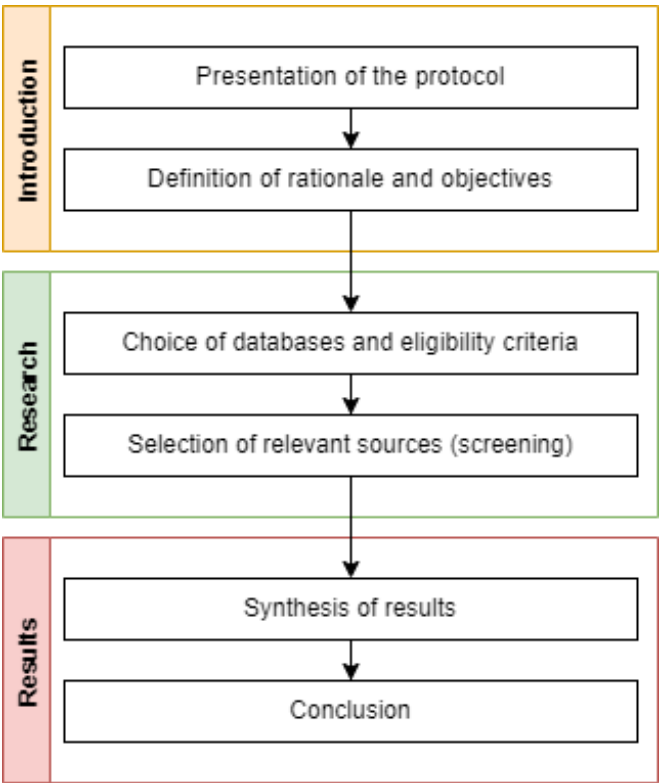 Introduction
Presentation of the protocol
Definition of rationale and objectives
Research
Choice of databases and eligibility criteria
Selection of relevant sources (screening)
Results
Synthesis of results
Conclusion